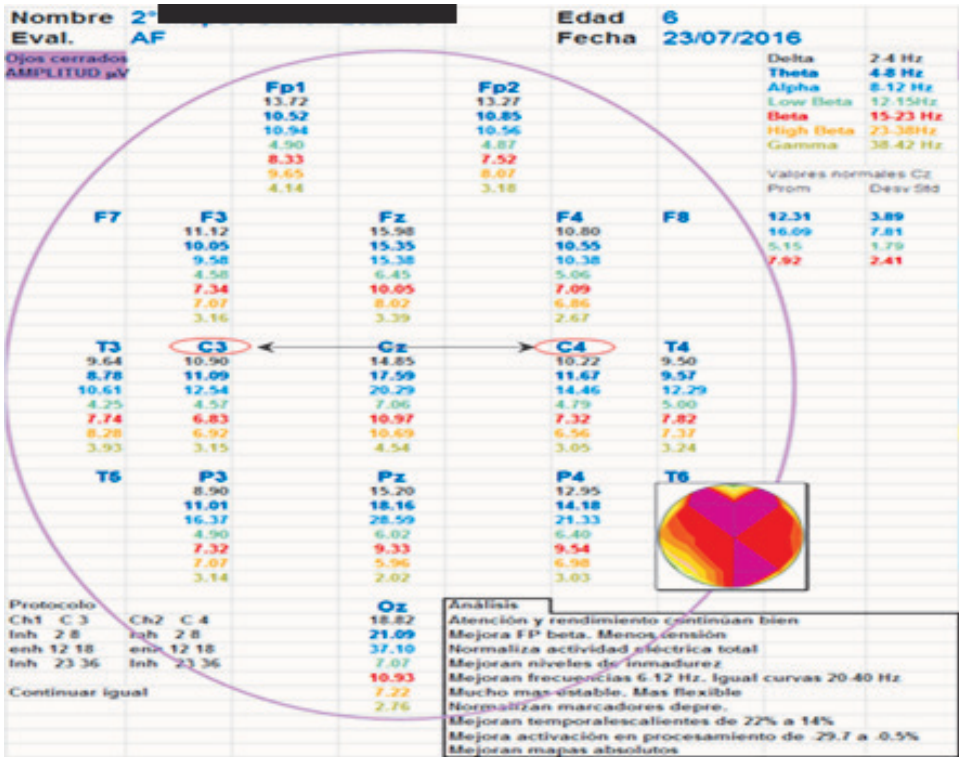 Nombre 2° Edad 6
Eval. AF Fecha 23/07/2016
Ojos cerrados Delta 2-4 Hz
AMPLITUD µV Theta 4-8 Hz
Fp1 Fp2 Alpha 8-12 Hz
13.72 13.27 Low Beta 12-15Hz
10.52 10.85 Beta 15-23 Hz
10.94 10.56 High Beta 23-38Hz
4.90 4.87 Gamma 38-42 Hz
8.33 7.52
9.65 8.07 Valores normales Cz
4.14 3.18 Prom Desv Std
F7 F3 Fz F4 F8 12.31 3.89
11.12 15.98 10.80 16.09 7.81
10.05 15.35 10.55 5.15 1.79
9.58 15.38 10.38 7.92 2.41
4.58 6.45 5.06
7.34 10.05 7.09
7.07 8.02 6.86
3.16 3.39 2.67
T3 C3 Cz C4 T4
9.64 10.90 14.85 10.22 9.50
8.78 11.09 17.59 11.67 9.57
10.61 12.54 20.29 14.46 12.29
4.25 4.57 7.06 4.79 5.00
7.74 6.83 10.97 7.32 7.82
8.28 6.92 10.69 6.56 7.37
3.93 3.15 4.54 3.05 3.24
T5 P3 Pz P4 T6
8.90 15.20 12.95
11.01 18.16 14.18
16.37 28.59 21.33
4.90 6.02 6.40
7.32 9.33 9.54
7.07 5.96 6.98
3.14 2.02 3.03
Protocolo Oz Análisis
Ch1 C 3 Ch2 C 4 18.82 Atención y rendimiento continúan bien
Inh 2 8 inh 2 8 21.09 Mejora FP beta. Menos tensión
enh 12 18 enh 12 18 37.10 Normaliza actividad eléctrica total
Inh 23 36 Inh 23 36 7.07 Mejoran niveles de inmadurez
10.93 Mejoran frecuencias 6-12 Hz. Igual curvas 20-40 Hz
Continuar igual 7.22 Mucho mas estable. Mas flexible
2.76 Normalizan marcadores depre.
Mejoran temporalescalientes de 22% a 14%
Mejora activación en procesamiento de -29.7 a -0.5%
Mejoran mapas absolutos